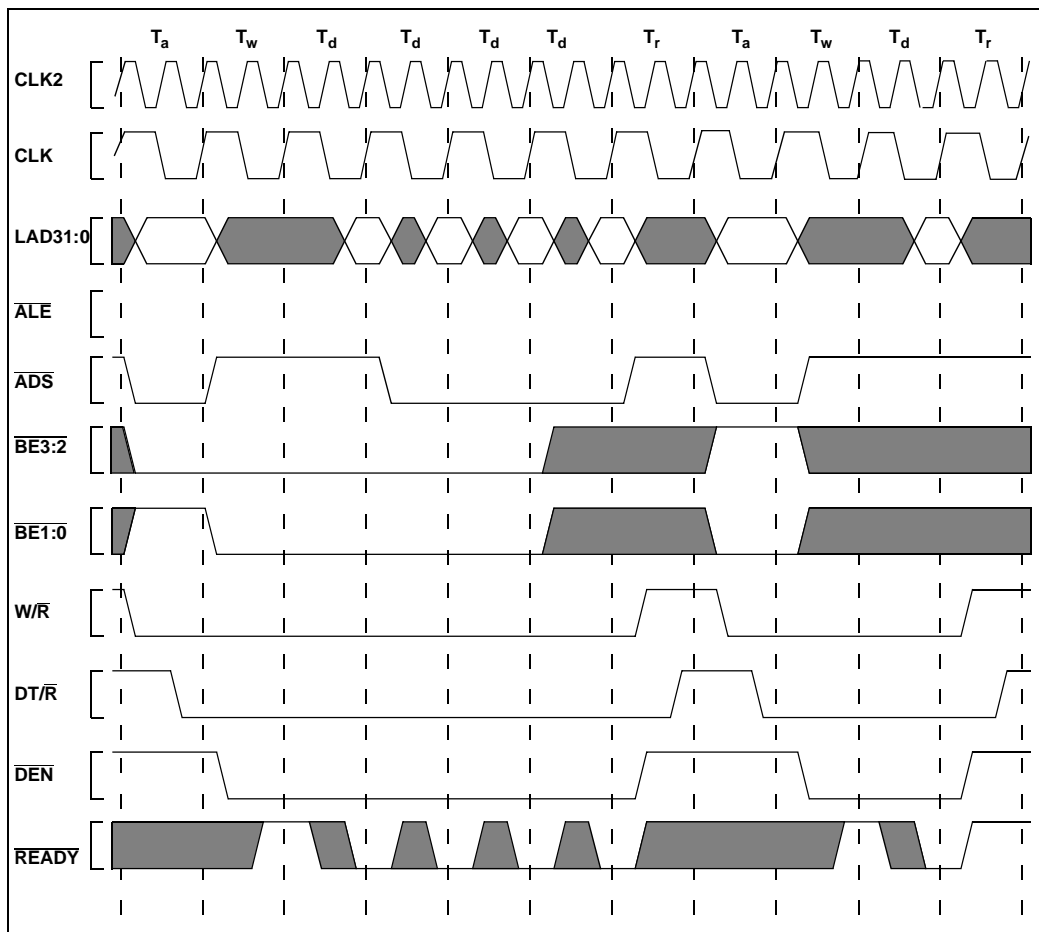 Ta Tw Td Td Td Td Tr Ta Tw Td Tr
CLK2
CLK
LAD31:0
ALE
ADS
BE3:2
BE1:0
W/R
DT/R
DEN
READY